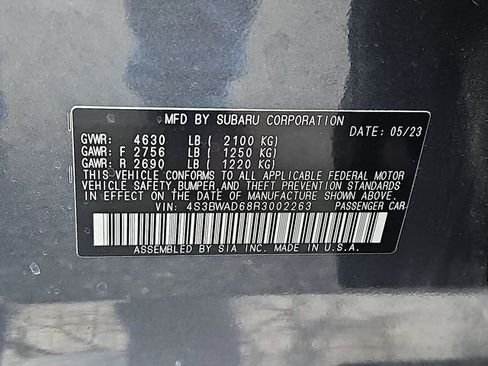 MFD BY SUBARU CORPORATION
DATE: 05/23
GVWR: 4630 LB ( 2100 KG)
GAWR: F 2756 LB ( 1250 KG)
GAWR: R 2690 LB ( 1220 KG)
THIS VEHICLE CONFORMS TO ALL APPLICABLE FEDERAL MOTOR
VEHICLE SAFETY, BUMPER, AND THEFT PREVENTION STANDARDS
IN EFFECT ON THE DATE OF MANUFACTURE SHOWN ABOVE.
VIN: 4S3BWAD68R3002263 PASSENGER CAR
ASSEMBLED BY SIA INC. MADE IN U.S.A.